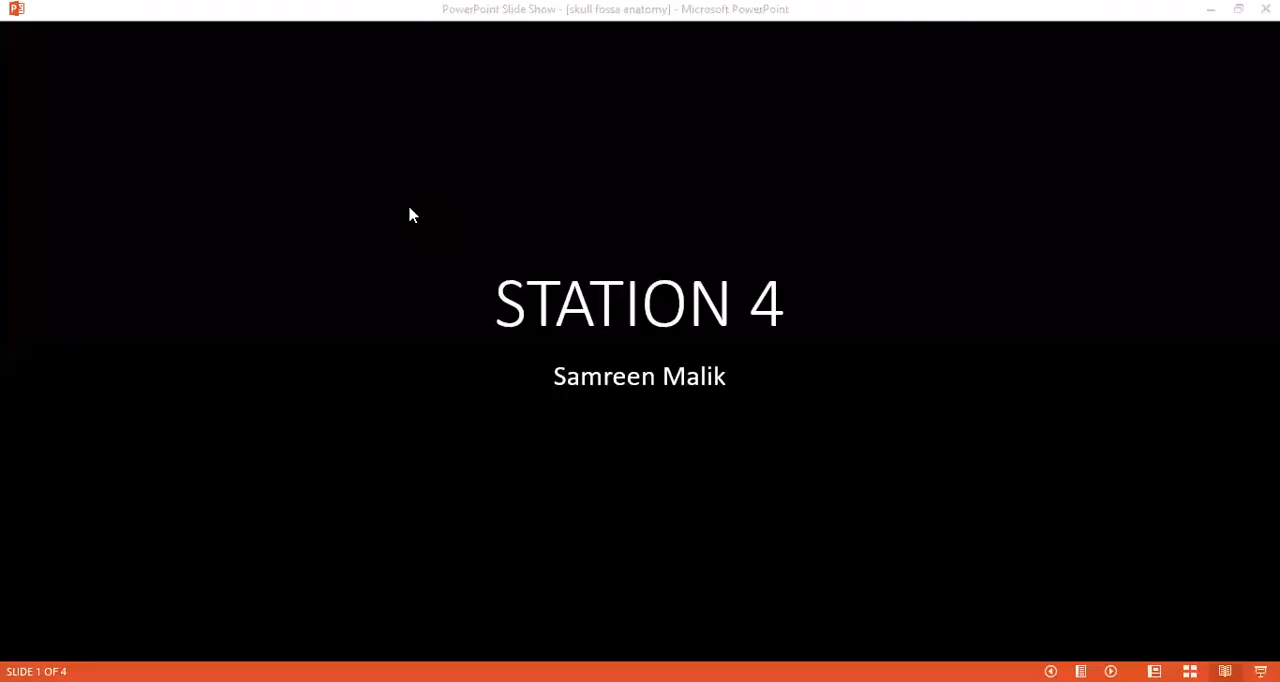 PowerPoint Slide Show - [skull fossa anatomy] - Microsoft PowerPoint
STATION 4
Samreen Malik
SLIDE 1 OF 4